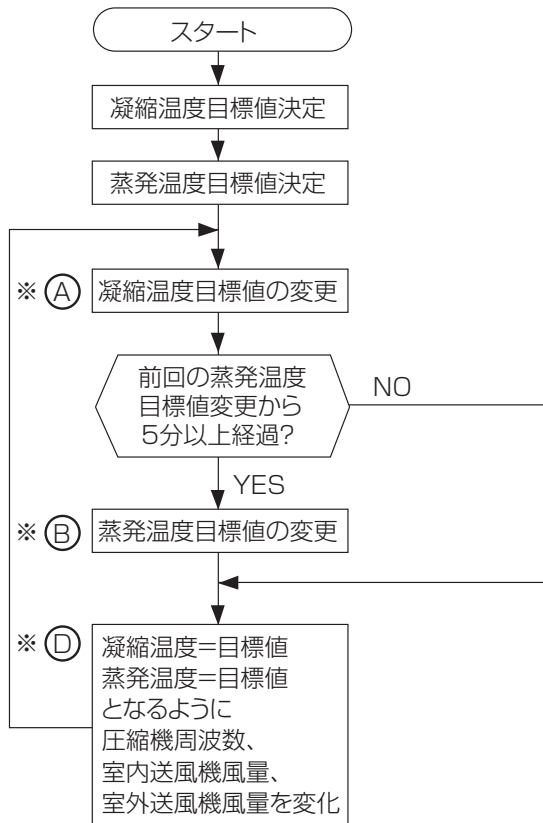 スタート
凝縮温度目標値決定
蒸発温度目標値決定
※ Ⓐ 凝縮温度目標値の変更
前回の蒸発温度
目標値変更から
5分以上経過?
NO
YES
※ Ⓑ 蒸発温度目標値の変更
※ Ⓓ 凝縮温度=目標値
蒸発温度=目標値
となるように
圧縮機周波数、
室内送風機風量、
室外送風機風量を変化